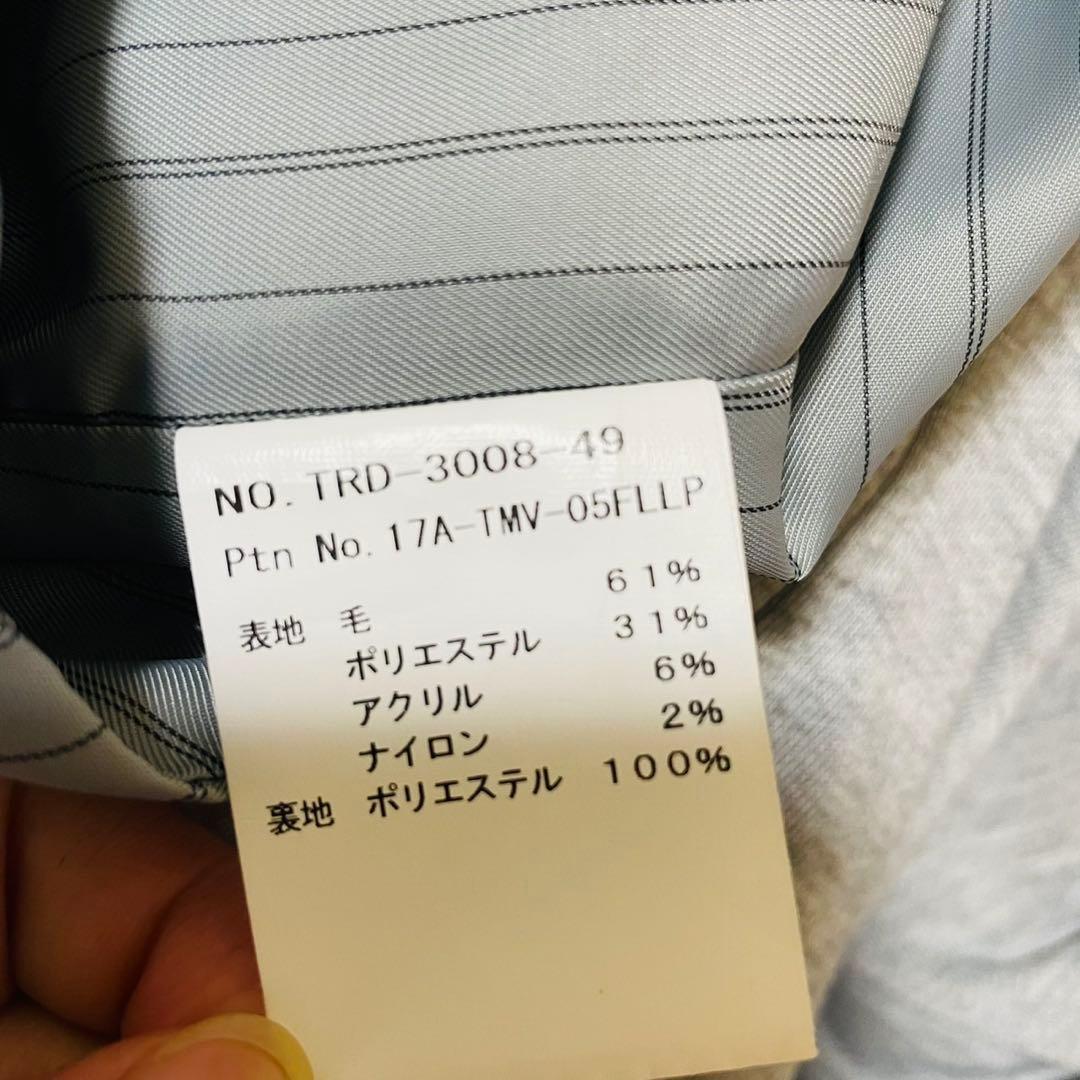 NO. TRD-3008-49
Ptn No. 17A-TMV-05FLLP
表地 毛 61%
ポリエステル 31%
アクリル 6%
ナイロン 2%
裏地 ポリエステル 100%